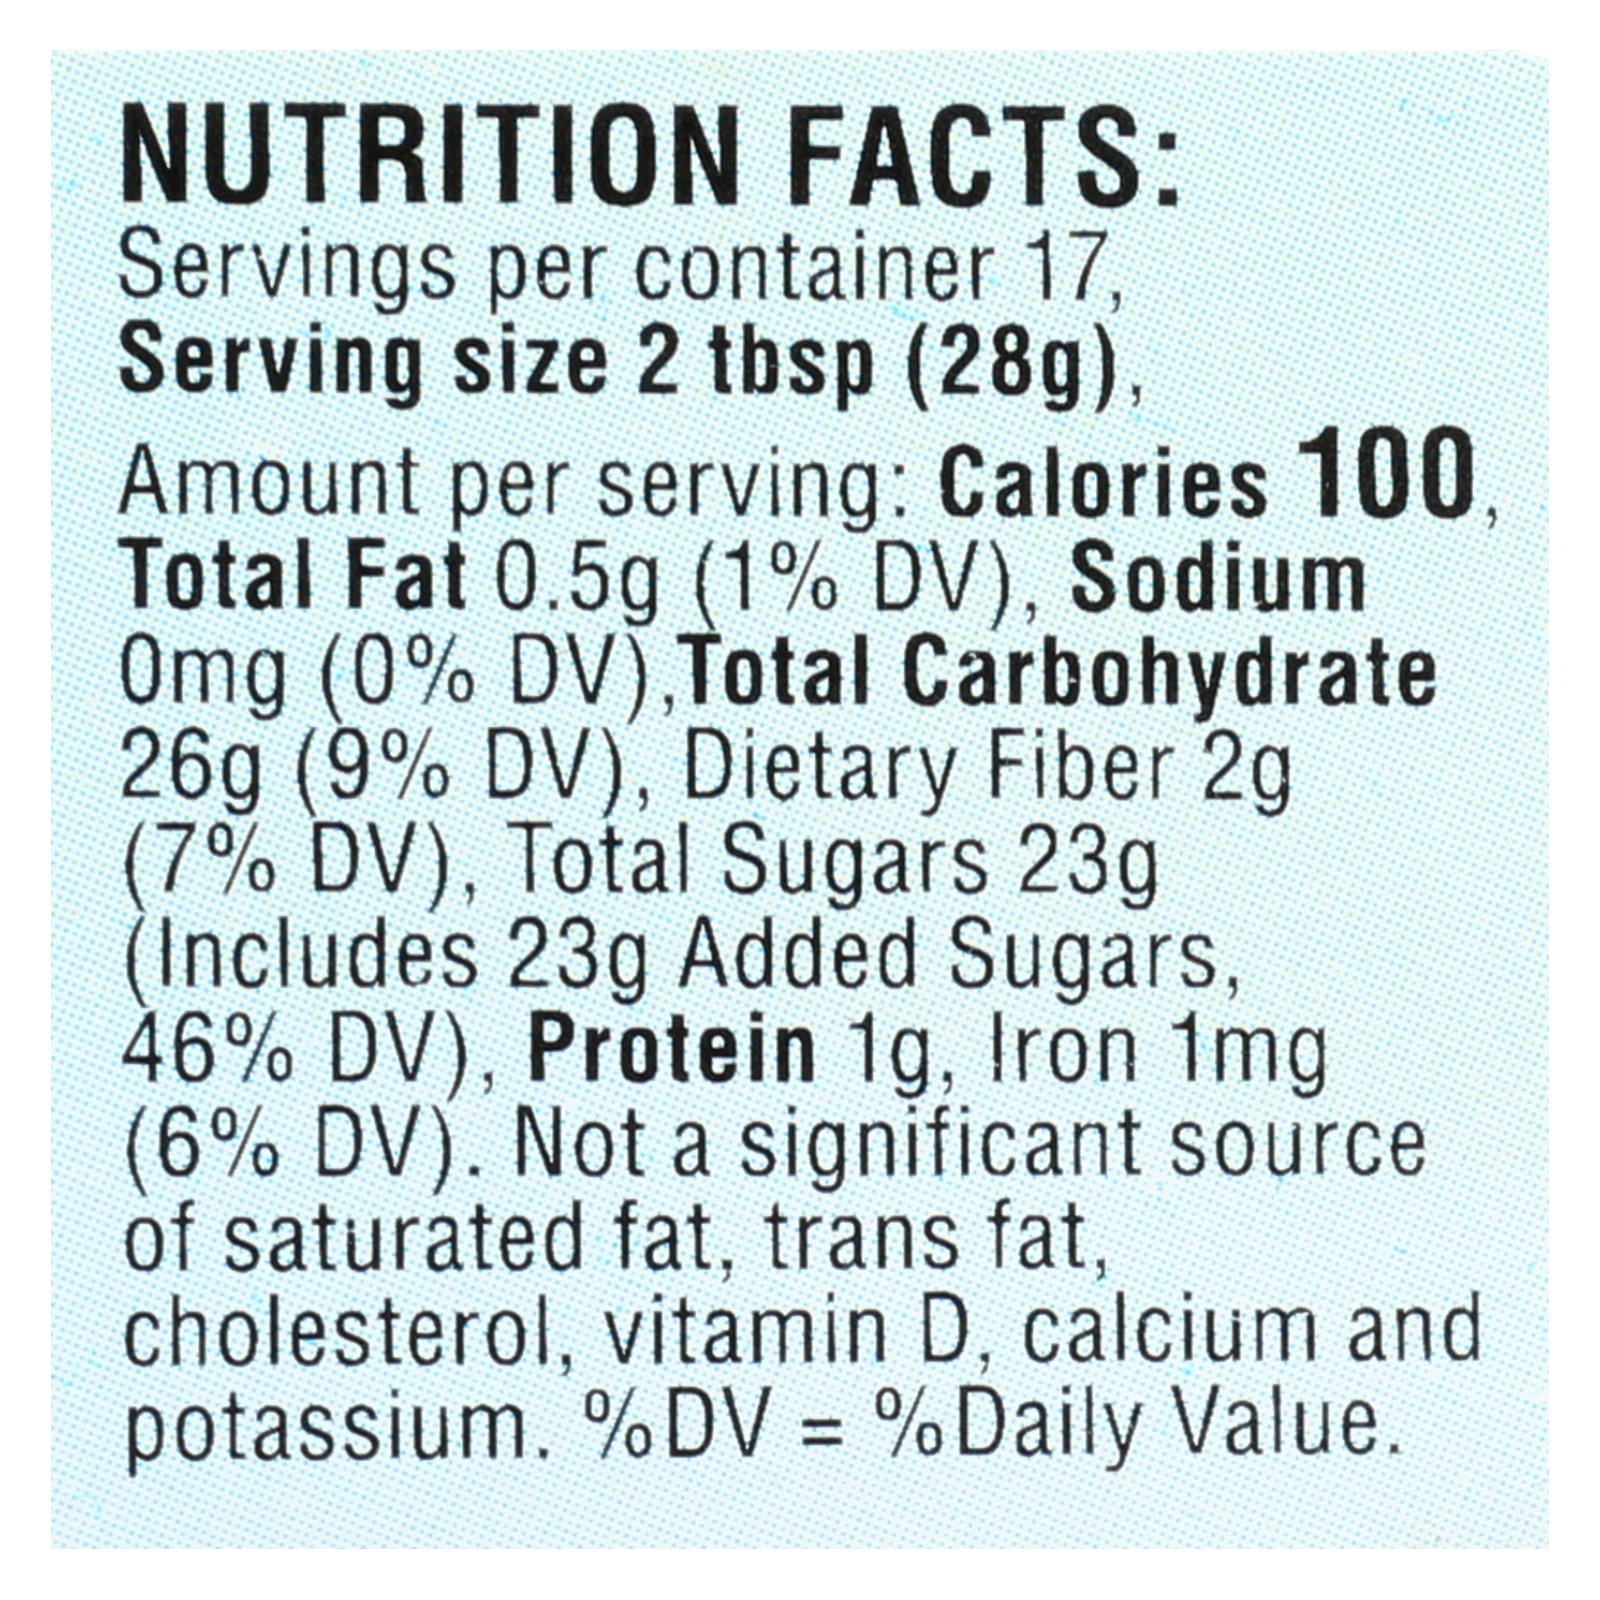 NUTRITION FACTS:
Servings per container 17,
Serving size 2 tbsp (28g),
Amount per serving: Calories 100,
Total Fat 0.5g (1% DV), Sodium
0mg (0% DV),Total Carbohydrate
26g (9% DV), Dietary Fiber 2g
(7% DV), Total Sugars 23g
(Includes 23g Added Sugars,
46% DV), Protein 1g, Iron 1mg
(6% DV). Not a significant source
of saturated fat, trans fat,
cholesterol, vitamin D, calcium and
potassium. %DV = %Daily Value.